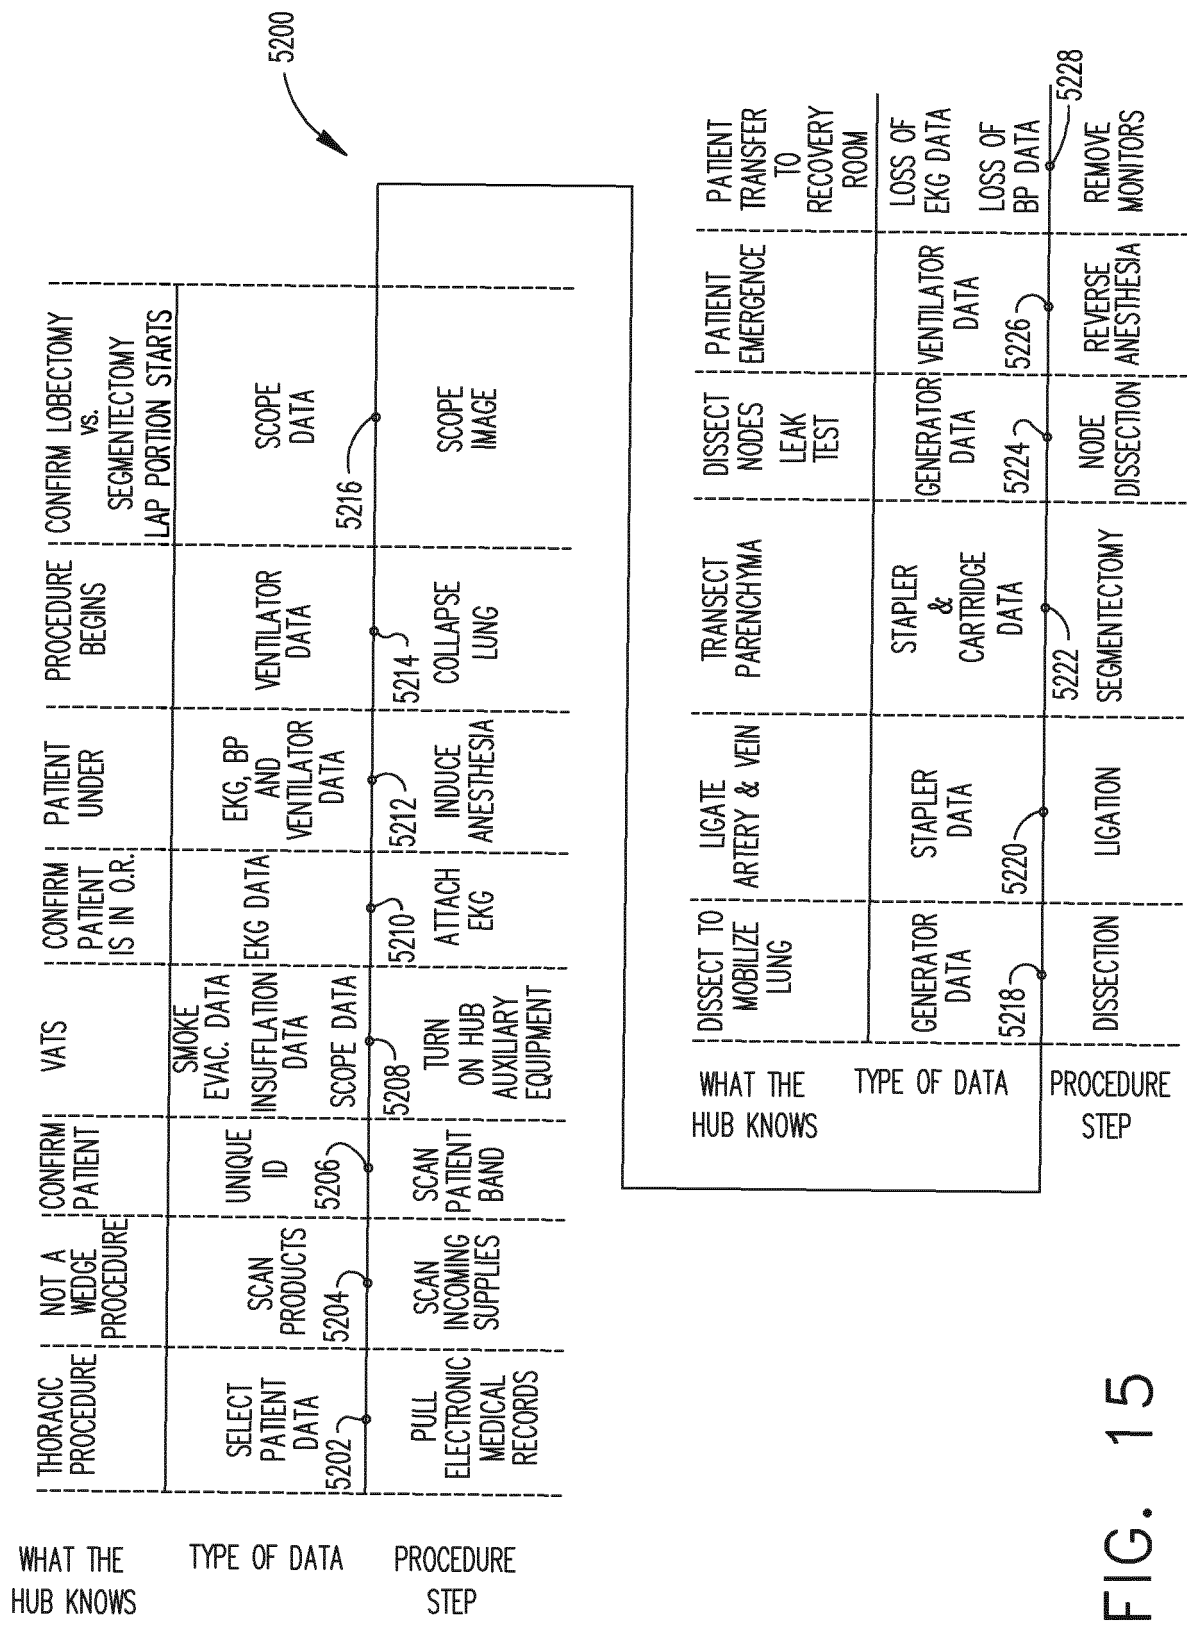 5200
WHAT THE
HUB KNOWS
THORACIC
PROCEDURE
NOT A
WEDGE
PROCEDURE
CONFIRM
PATIENT
VATS
CONFIRM
PATIENT
IS IN O.R.
PATIENT
UNDER
PROCEDURE
BEGINS
CONFIRM LOBECTOMY
vs.
SEGMENTECTOMY
LAP PORTION STARTS
TYPE OF DATA
SELECT
PATIENT
DATA
SCAN
PRODUCTS
UNIQUE
ID
SMOKE
EVAC. DATA
INSUFFLATION
DATA
SCOPE DATA
EKG DATA
EKG, BP
AND
VENTILATOR
DATA
VENTILATOR
DATA
SCOPE
DATA
5202
5204
5206
5208
5210
5212
5214
5216
PROCEDURE
STEP
PULL
ELECTRONIC
MEDICAL
RECORDS
SCAN
INCOMING
SUPPLIES
SCAN
PATIENT
BAND
TURN
ON HUB
AUXILIARY
EQUIPMENT
ATTACH
EKG
INDUCE
ANESTHESIA
COLLAPSE
LUNG
SCOPE
IMAGE
WHAT THE
HUB KNOWS
DISSECT TO
MOBILIZE
LUNG
LIGATE
ARTERY & VEIN
TRANSECT
PARENCHYMA
DISSECT
NODES
LEAK
TEST
PATIENT
EMERGENCE
PATIENT
TRANSFER
TO
RECOVERY
ROOM
TYPE OF DATA
GENERATOR
DATA
STAPLER
DATA
STAPLER
&
CARTRIDGE
DATA
GENERATOR
DATA
VENTILATOR
DATA
LOSS OF
EKG DATA
LOSS OF
BP DATA
5218
5220
5222
5224
5226
5228
PROCEDURE
STEP
DISSECTION
LIGATION
SEGMENTECTOMY
NODE
DISSECTION
REVERSE
ANESTHESIA
REMOVE
MONITORS
FIG. 15